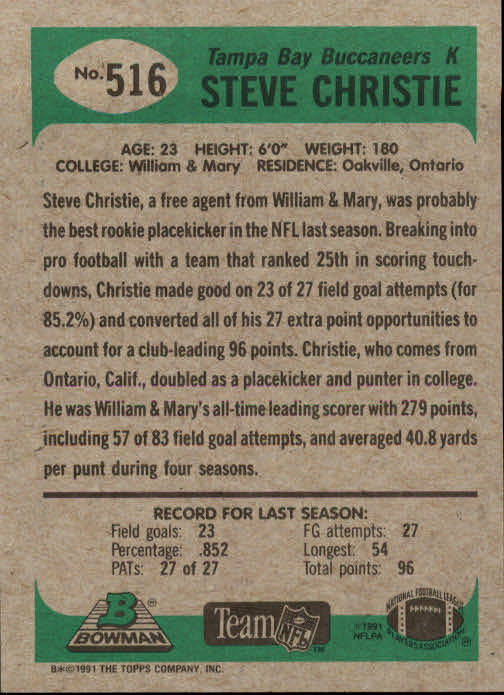 No. 516
Tampa Bay Buccaneers K
STEVE CHRISTIE
AGE: 23 HEIGHT: 6'0" WEIGHT: 180
COLLEGE: William & Mary RESIDENCE: Oakville, Ontario
Steve Christie, a free agent from William & Mary, was probably
the best rookie placekicker in the NFL last season. Breaking into
pro football with a team that ranked 25th in scoring touch-
downs, Christie made good on 23 of 27 field goal attempts (for
85.2%) and converted all of his 27 extra point opportunities to
account for a club-leading 96 points. Christie, who comes from
Ontario, Calif., doubled as a placekicker and punter in college.
He was William & Mary's all-time leading scorer with 279 points,
including 57 of 83 field goal attempts, and averaged 40.8 yards
per punt during four seasons.
RECORD FOR LAST SEASON:
Field goals: 23 FG attempts: 27
Percentage: .852 Longest: 54
PATs: 27 of 27 Total points: 96
B
BOWMAN®
Team NFL™
©1991
NFLPA
NATIONAL FOOTBALL LEAGUE
PLAYERS ASSOCIATION
B*©1991 THE TOPPS COMPANY, INC.